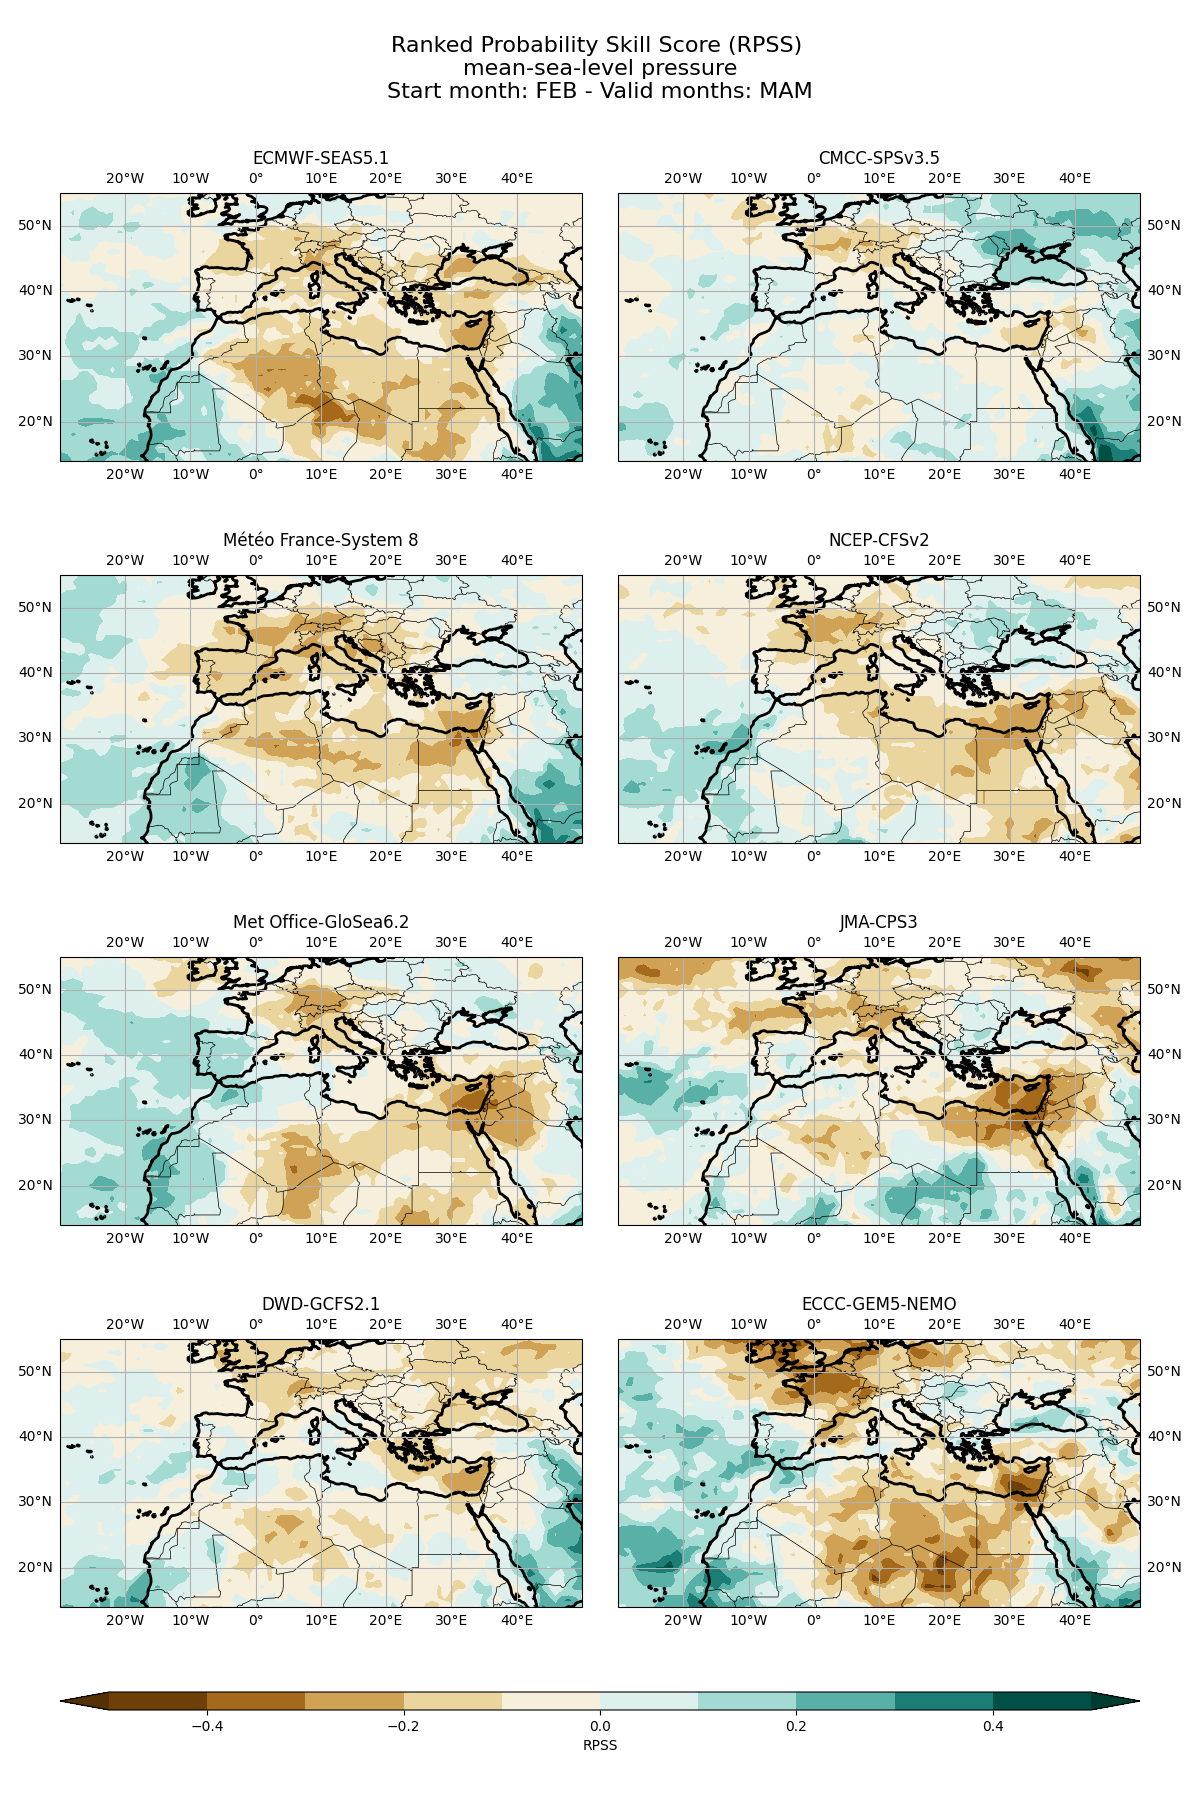 Ranked Probability Skill Score (RPSS)
mean-sea-level pressure
Start month: FEB - Valid months: MAM
ECMWF-SEAS5.1
CMCC-SPSv3.5
20°W 10°W 0° 10°E 20°E 30°E 40°E
20°W 10°W 0° 10°E 20°E 30°E 40°E
50°N
50°N
40°N
40°N
30°N
30°N
20°N
20°N
20°W 10°W 0° 10°E 20°E 30°E 40°E
20°W 10°W 0° 10°E 20°E 30°E 40°E
Météo France-System 8
NCEP-CFSv2
20°W 10°W 0° 10°E 20°E 30°E 40°E
20°W 10°W 0° 10°E 20°E 30°E 40°E
50°N
50°N
40°N
40°N
30°N
30°N
20°N
20°N
20°W 10°W 0° 10°E 20°E 30°E 40°E
20°W 10°W 0° 10°E 20°E 30°E 40°E
Met Office-GloSea6.2
JMA-CPS3
20°W 10°W 0° 10°E 20°E 30°E 40°E
20°W 10°W 0° 10°E 20°E 30°E 40°E
50°N
50°N
40°N
40°N
30°N
30°N
20°N
20°N
20°W 10°W 0° 10°E 20°E 30°E 40°E
20°W 10°W 0° 10°E 20°E 30°E 40°E
DWD-GCFS2.1
ECCC-GEM5-NEMO
20°W 10°W 0° 10°E 20°E 30°E 40°E
20°W 10°W 0° 10°E 20°E 30°E 40°E
50°N
50°N
40°N
40°N
30°N
30°N
20°N
20°N
20°W 10°W 0° 10°E 20°E 30°E 40°E
20°W 10°W 0° 10°E 20°E 30°E 40°E
−0.4 −0.2 0.0 0.2 0.4
RPSS